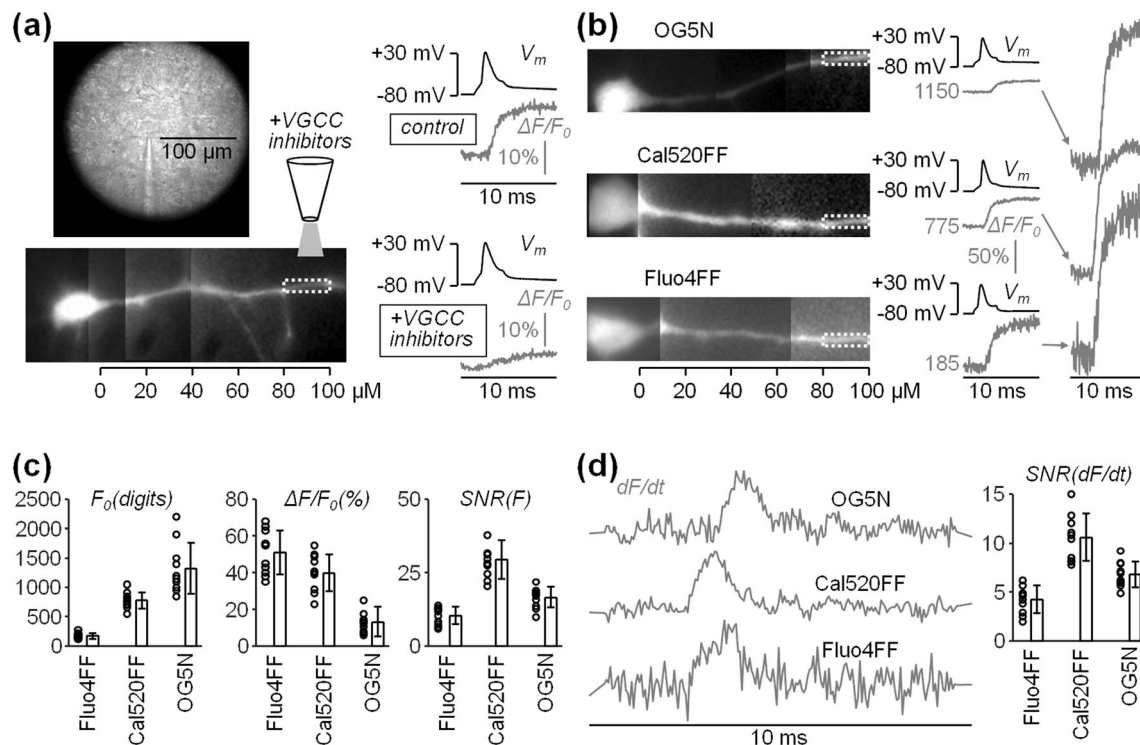 (a)
100 µm
+VGCC
inhibitors
0 20 40 60 80 100 µM
+30 mV
Vm
-80 mV
control
ΔF/F0
10%
10 ms
+30 mV
Vm
-80 mV
+VGCC
inhibitors
ΔF/F0
10%
10 ms
(b)
OG5N
Cal520FF
Fluo4FF
0 20 40 60 80 100 µM
+30 mV
Vm
-80 mV
1150
+30 mV
Vm
-80 mV
775
ΔF/F0
50%
+30 mV
Vm
-80 mV
185
10 ms
10 ms
(c)
F0(digits)
2500
2000
1500
1000
500
0
Fluo4FF
Cal520FF
OG5N
ΔF/F0(%)
80
60
40
20
0
Fluo4FF
Cal520FF
OG5N
SNR(F)
50
25
0
Fluo4FF
Cal520FF
OG5N
(d)
dF/dt
OG5N
Cal520FF
Fluo4FF
10 ms
SNR(dF/dt)
15
10
5
0
Fluo4FF
Cal520FF
OG5N